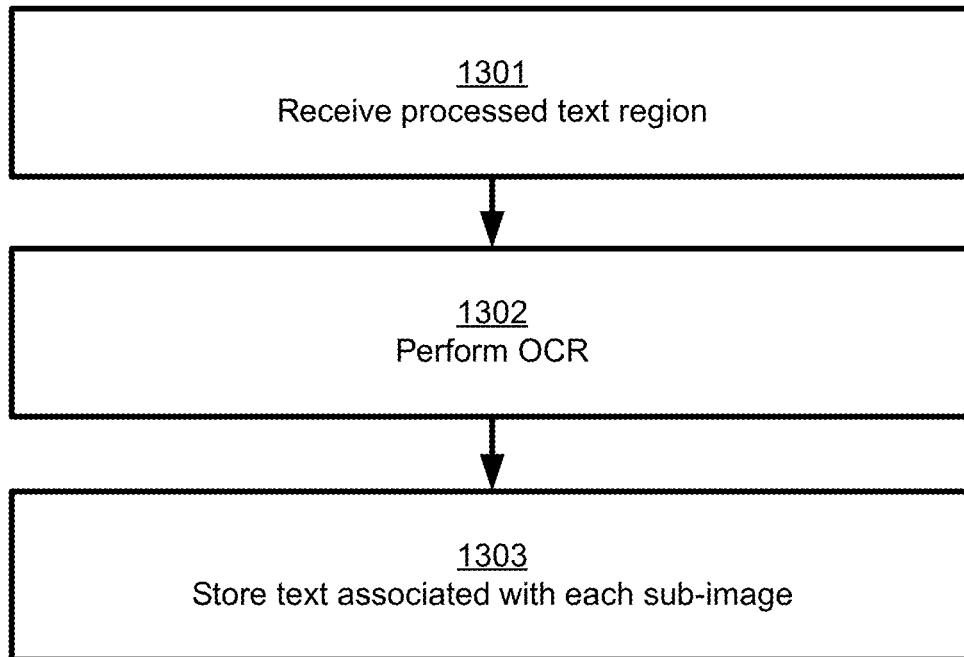 1301
Receive processed text region
1302
Perform OCR
1303
Store text associated with each sub-image